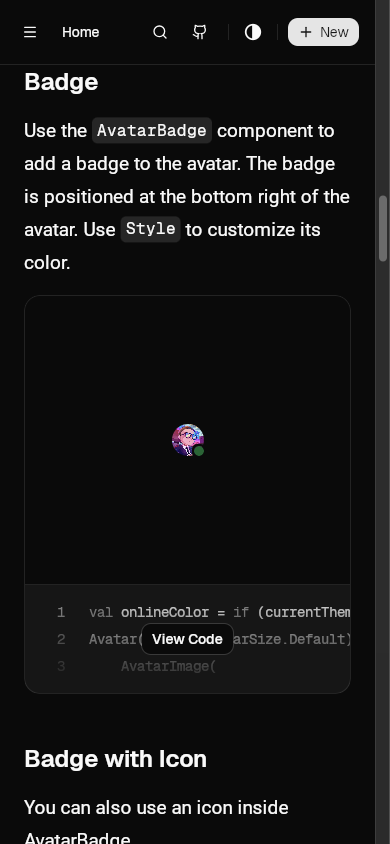 Home
New
Badge
Use the AvatarBadge component to
add a badge to the avatar. The badge
is positioned at the bottom right of the
avatar. Use Style to customize its
color.
1 val onlineColor = if (currentThem
2 Avatar( View Code arSize.Default)
3 AvatarImage(
Badge with Icon
You can also use an icon inside
AvatarBadge